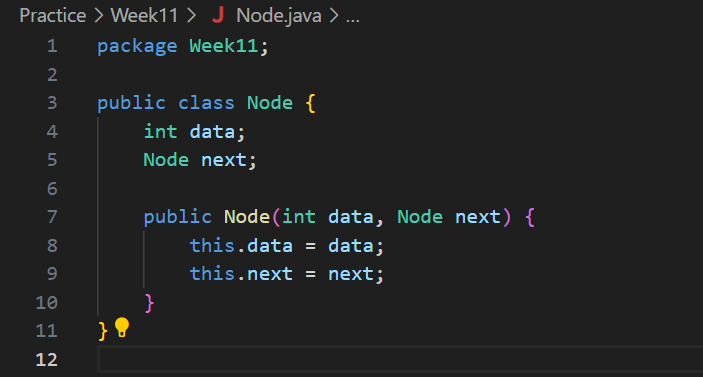 Practice > Week11 > J Node.java > ...
1 package Week11;
2
3 public class Node {
4 int data;
5 Node next;
6
7 public Node(int data, Node next) {
8 this.data = data;
9 this.next = next;
10 }
11 }
12